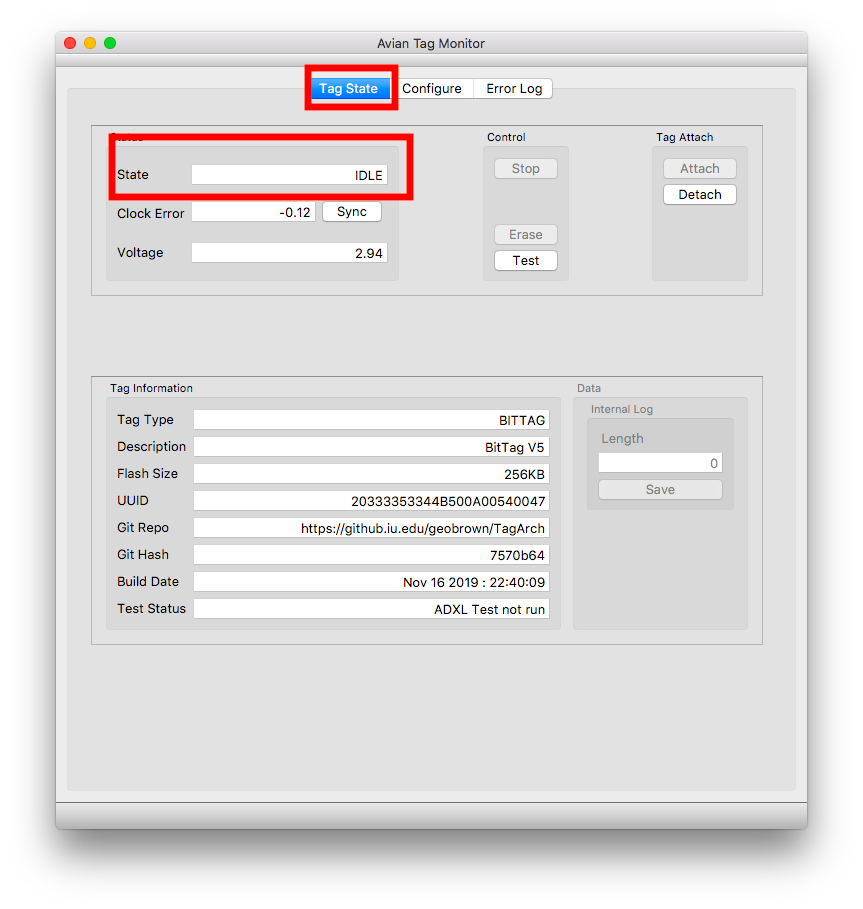 Avian Tag Monitor
Tag State Configure Error Log
Status Control Tag Attach
State IDLE Stop Attach
Detach
Clock Error -0.12 Sync
Erase
Voltage 2.94 Test
Tag Information Data
Tag Type BITTAG Internal Log
Description BitTag V5 Length
Flash Size 256KB 0
UUID 20333353344B500A00540047 Save
Git Repo https://github.iu.edu/geobrown/TagArch
Git Hash 7570b64
Build Date Nov 16 2019 : 22:40:09
Test Status ADXL Test not run